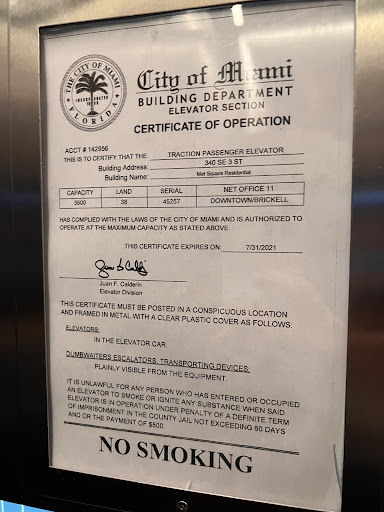 THE CITY OF MIAMI
INCORPORATED
18 96
FLORIDA
City of Miami
BUILDING DEPARTMENT
ELEVATOR SECTION
CERTIFICATE OF OPERATION
ACCT # 142956
THIS IS TO CERTIFY THAT THE: TRACTION PASSENGER ELEVATOR
Building Address: 340 SE 3 ST
Building Name: Met Square Residential
CAPACITY LAND SERIAL NET OFFICE 11
3500 38 45257 DOWNTOWN/BRICKELL
HAS COMPLIED WITH THE LAWS OF THE CITY OF MIAMI AND IS AUTHORIZED TO
OPERATE AT THE MAXIMUM CAPACITY AS STATED ABOVE.
THIS CERTIFICATE EXPIRES ON: 7/31/2021
Juan F. Calderin
Elevator Division
THIS CERTIFICATE MUST BE POSTED IN A CONSPICUOUS LOCATION
AND FRAMED IN METAL WITH A CLEAR PLASTIC COVER AS FOLLOWS:
ELEVATORS,
IN THE ELEVATOR CAR.
DUMBWAITERS ESCALATORS, TRANSPORTING DEVICES,
PLAINLY VISIBLE FROM THE EQUIPMENT.
IT IS UNLAWFUL FOR ANY PERSON WHO HAS ENTERED OR OCCUPIED
AN ELEVATOR TO SMOKE OR IGNITE ANY SUBSTANCE WHEN SAID
ELEVATOR IS IN OPERATION UNDER PENALTY OF A DEFINITE TERM
OF IMPRISONMENT IN THE COUNTY JAIL NOT EXCEEDING 60 DAYS
AND OR THE PAYMENT OF $500.
NO SMOKING